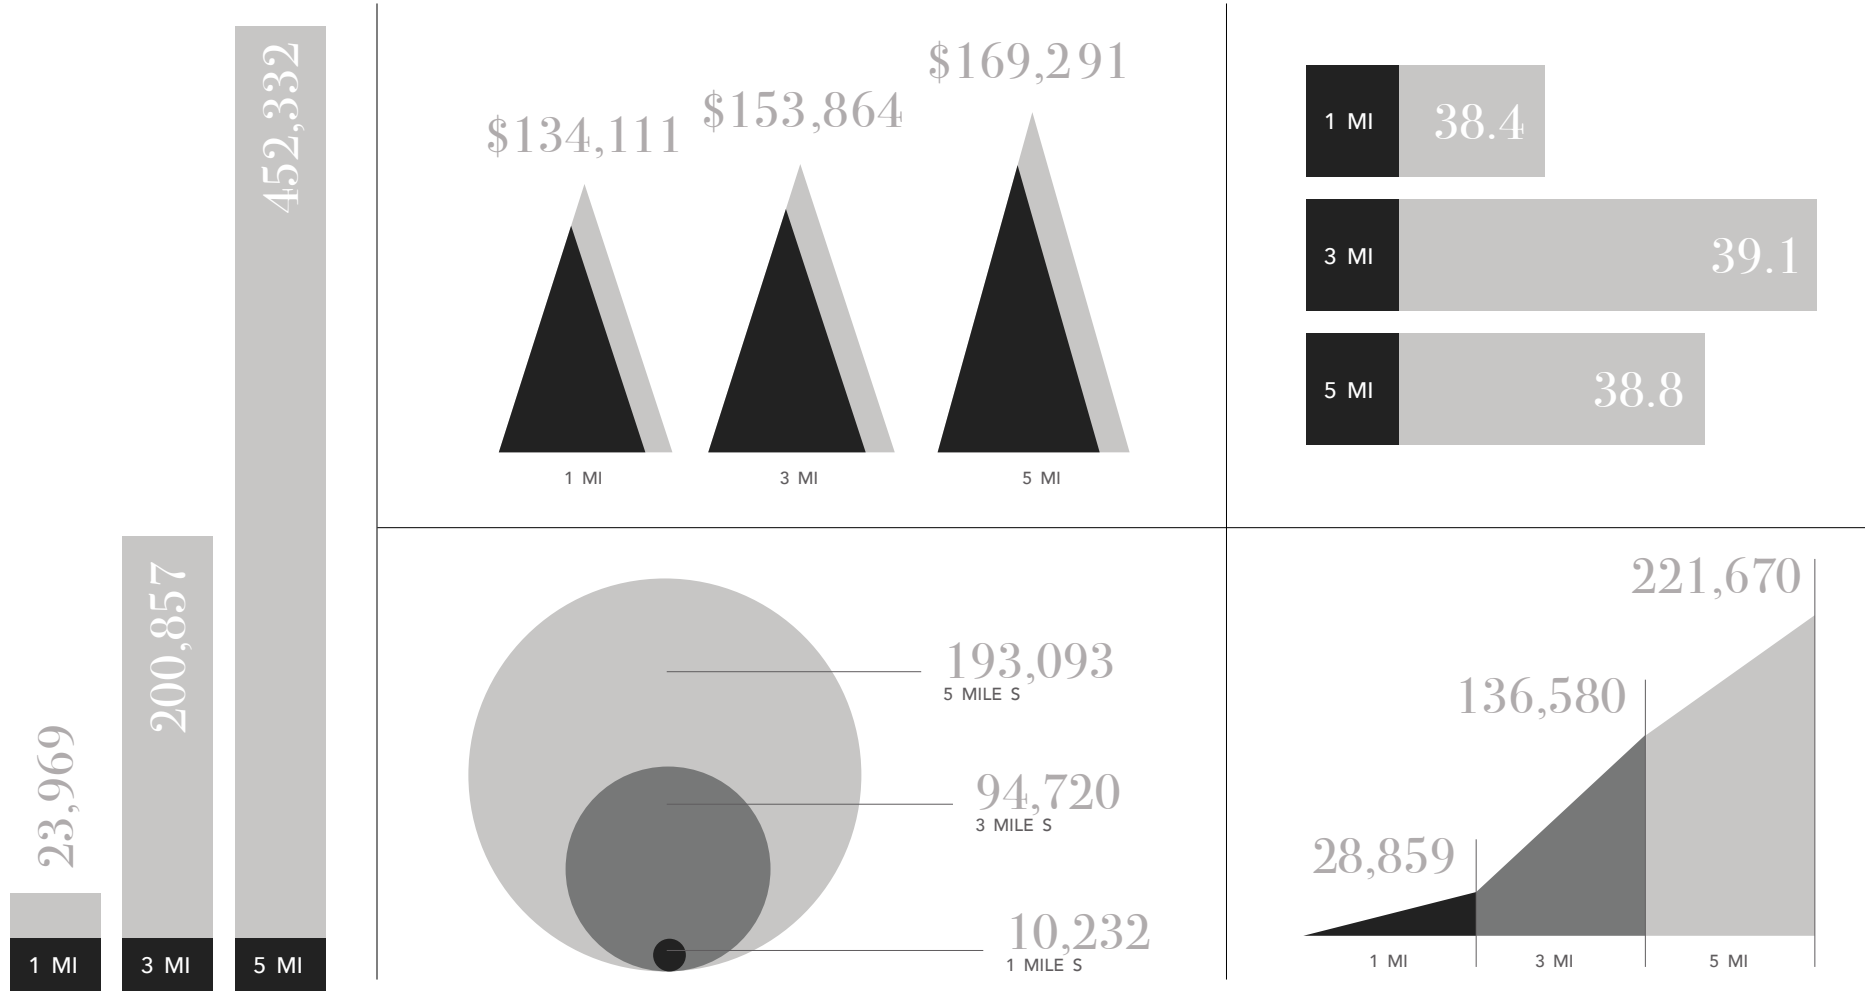 23,969
1 MI
200,857
3 MI
452,332
5 MI
$134,111
$153,864
$169,291
1 MI
3 MI
5 MI
1 MI
38.4
3 MI
39.1
5 MI
38.8
193,093
5 MILE S
94,720
3 MILE S
10,232
1 MILE S
28,859
136,580
221,670
1 MI
3 MI
5 MI